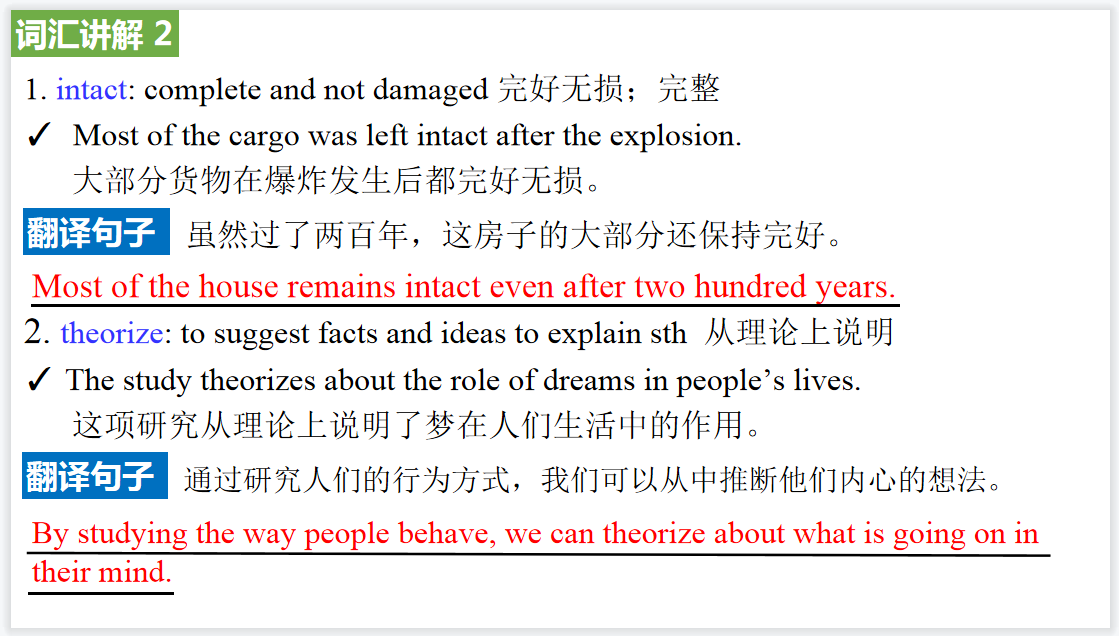 词汇讲解 2
1. intact: complete and not damaged 完好无损；完整
✓ Most of the cargo was left intact after the explosion.
大部分货物在爆炸发生后都完好无损。
翻译句子 虽然过了两百年，这房子的大部分还保持完好。
Most of the house remains intact even after two hundred years.
2. theorize: to suggest facts and ideas to explain sth 从理论上说明
✓ The study theorizes about the role of dreams in people’s lives.
这项研究从理论上说明了梦在人们生活中的作用。
翻译句子 通过研究人们的行为方式，我们可以从中推断他们内心的想法。
By studying the way people behave, we can theorize about what is going on in
their mind.